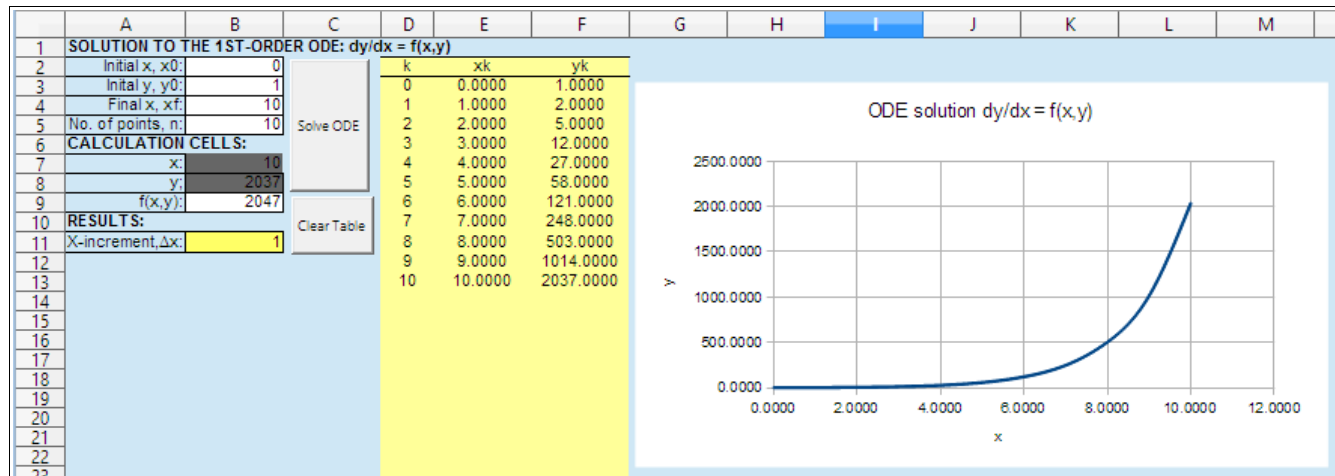 A B C D E F G H I J K L M
1 SOLUTION TO THE 1ST-ORDER ODE: dy/dx = f(x,y)
2 Initial x, x0: 0 k xk yk
3 Inital y, y0: 1 0 0.0000 1.0000
4 Final x, xf: 10 1 1.0000 2.0000
5 No. of points, n: 10 Solve ODE 2 2.0000 5.0000
6 CALCULATION CELLS: 3 3.0000 12.0000
7 x: 10 4 4.0000 27.0000
8 y: 2037 5 5.0000 58.0000
9 f(x,y): 2047 6 6.0000 121.0000
10 RESULTS: Clear Table 7 7.0000 248.0000
11 X-increment,Δx: 1 8 8.0000 503.0000
12 9 9.0000 1014.0000
13 10 10.0000 2037.0000
14
15
16
17
18
19
20
21
22
23
ODE solution dy/dx = f(x,y)
2500.0000
2000.0000
1500.0000
1000.0000
500.0000
0.0000
y
0.0000 2.0000 4.0000 6.0000 8.0000 10.0000 12.0000
x